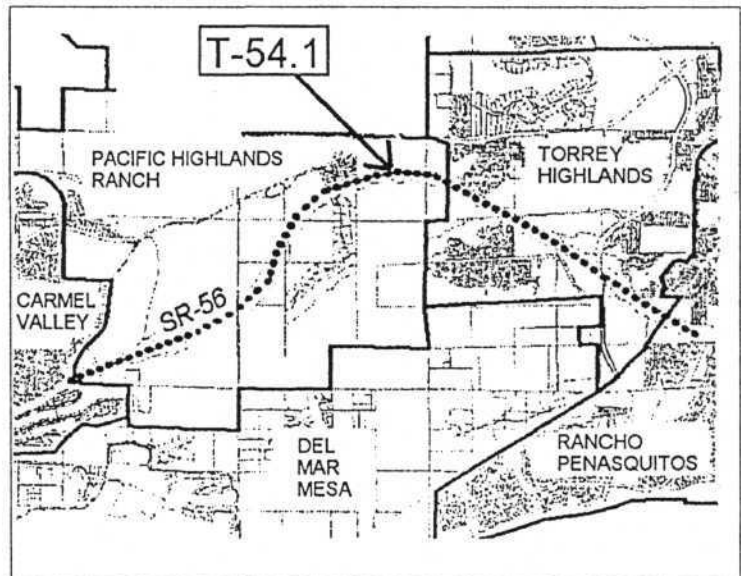 T-54.1
PACIFIC HIGHLANDS
RANCH
TORREY
HIGHLANDS
CARMEL
VALLEY
SR-56
DEL
MAR
MESA
RANCHO
PENASQUITOS